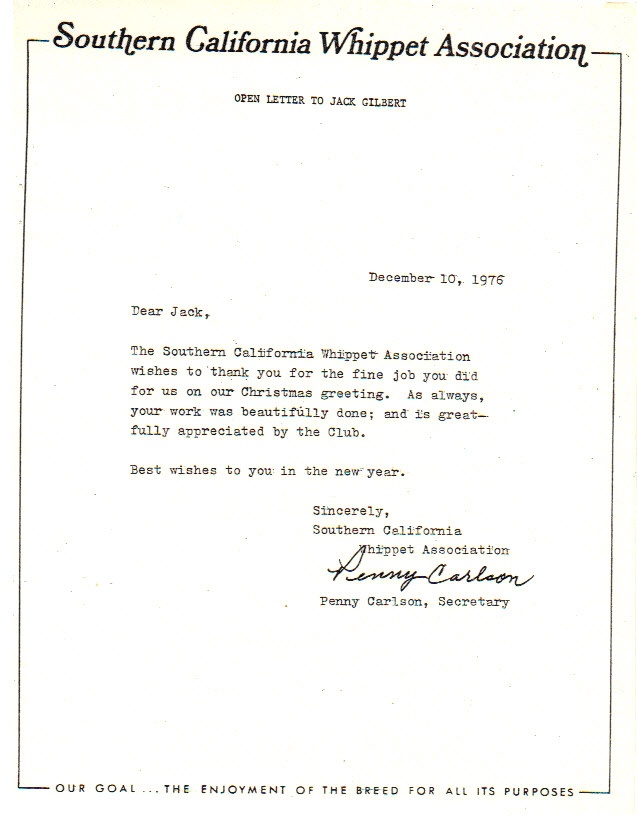 Southern California Whippet Association
OPEN LETTER TO JACK GILBERT
December 10, 1976
Dear Jack,
The Southern California Whippet Association
wishes to thank you for the fine job you did
for us on our Christmas greeting. As always,
your work was beautifully done; and is great-
fully appreciated by the Club.
Best wishes to you in the new year.
Sincerely,
Southern California
Whippet Association
Penny Carlson
Penny Carlson, Secretary
OUR GOAL ... THE ENJOYMENT OF THE BREED FOR ALL ITS PURPOSES